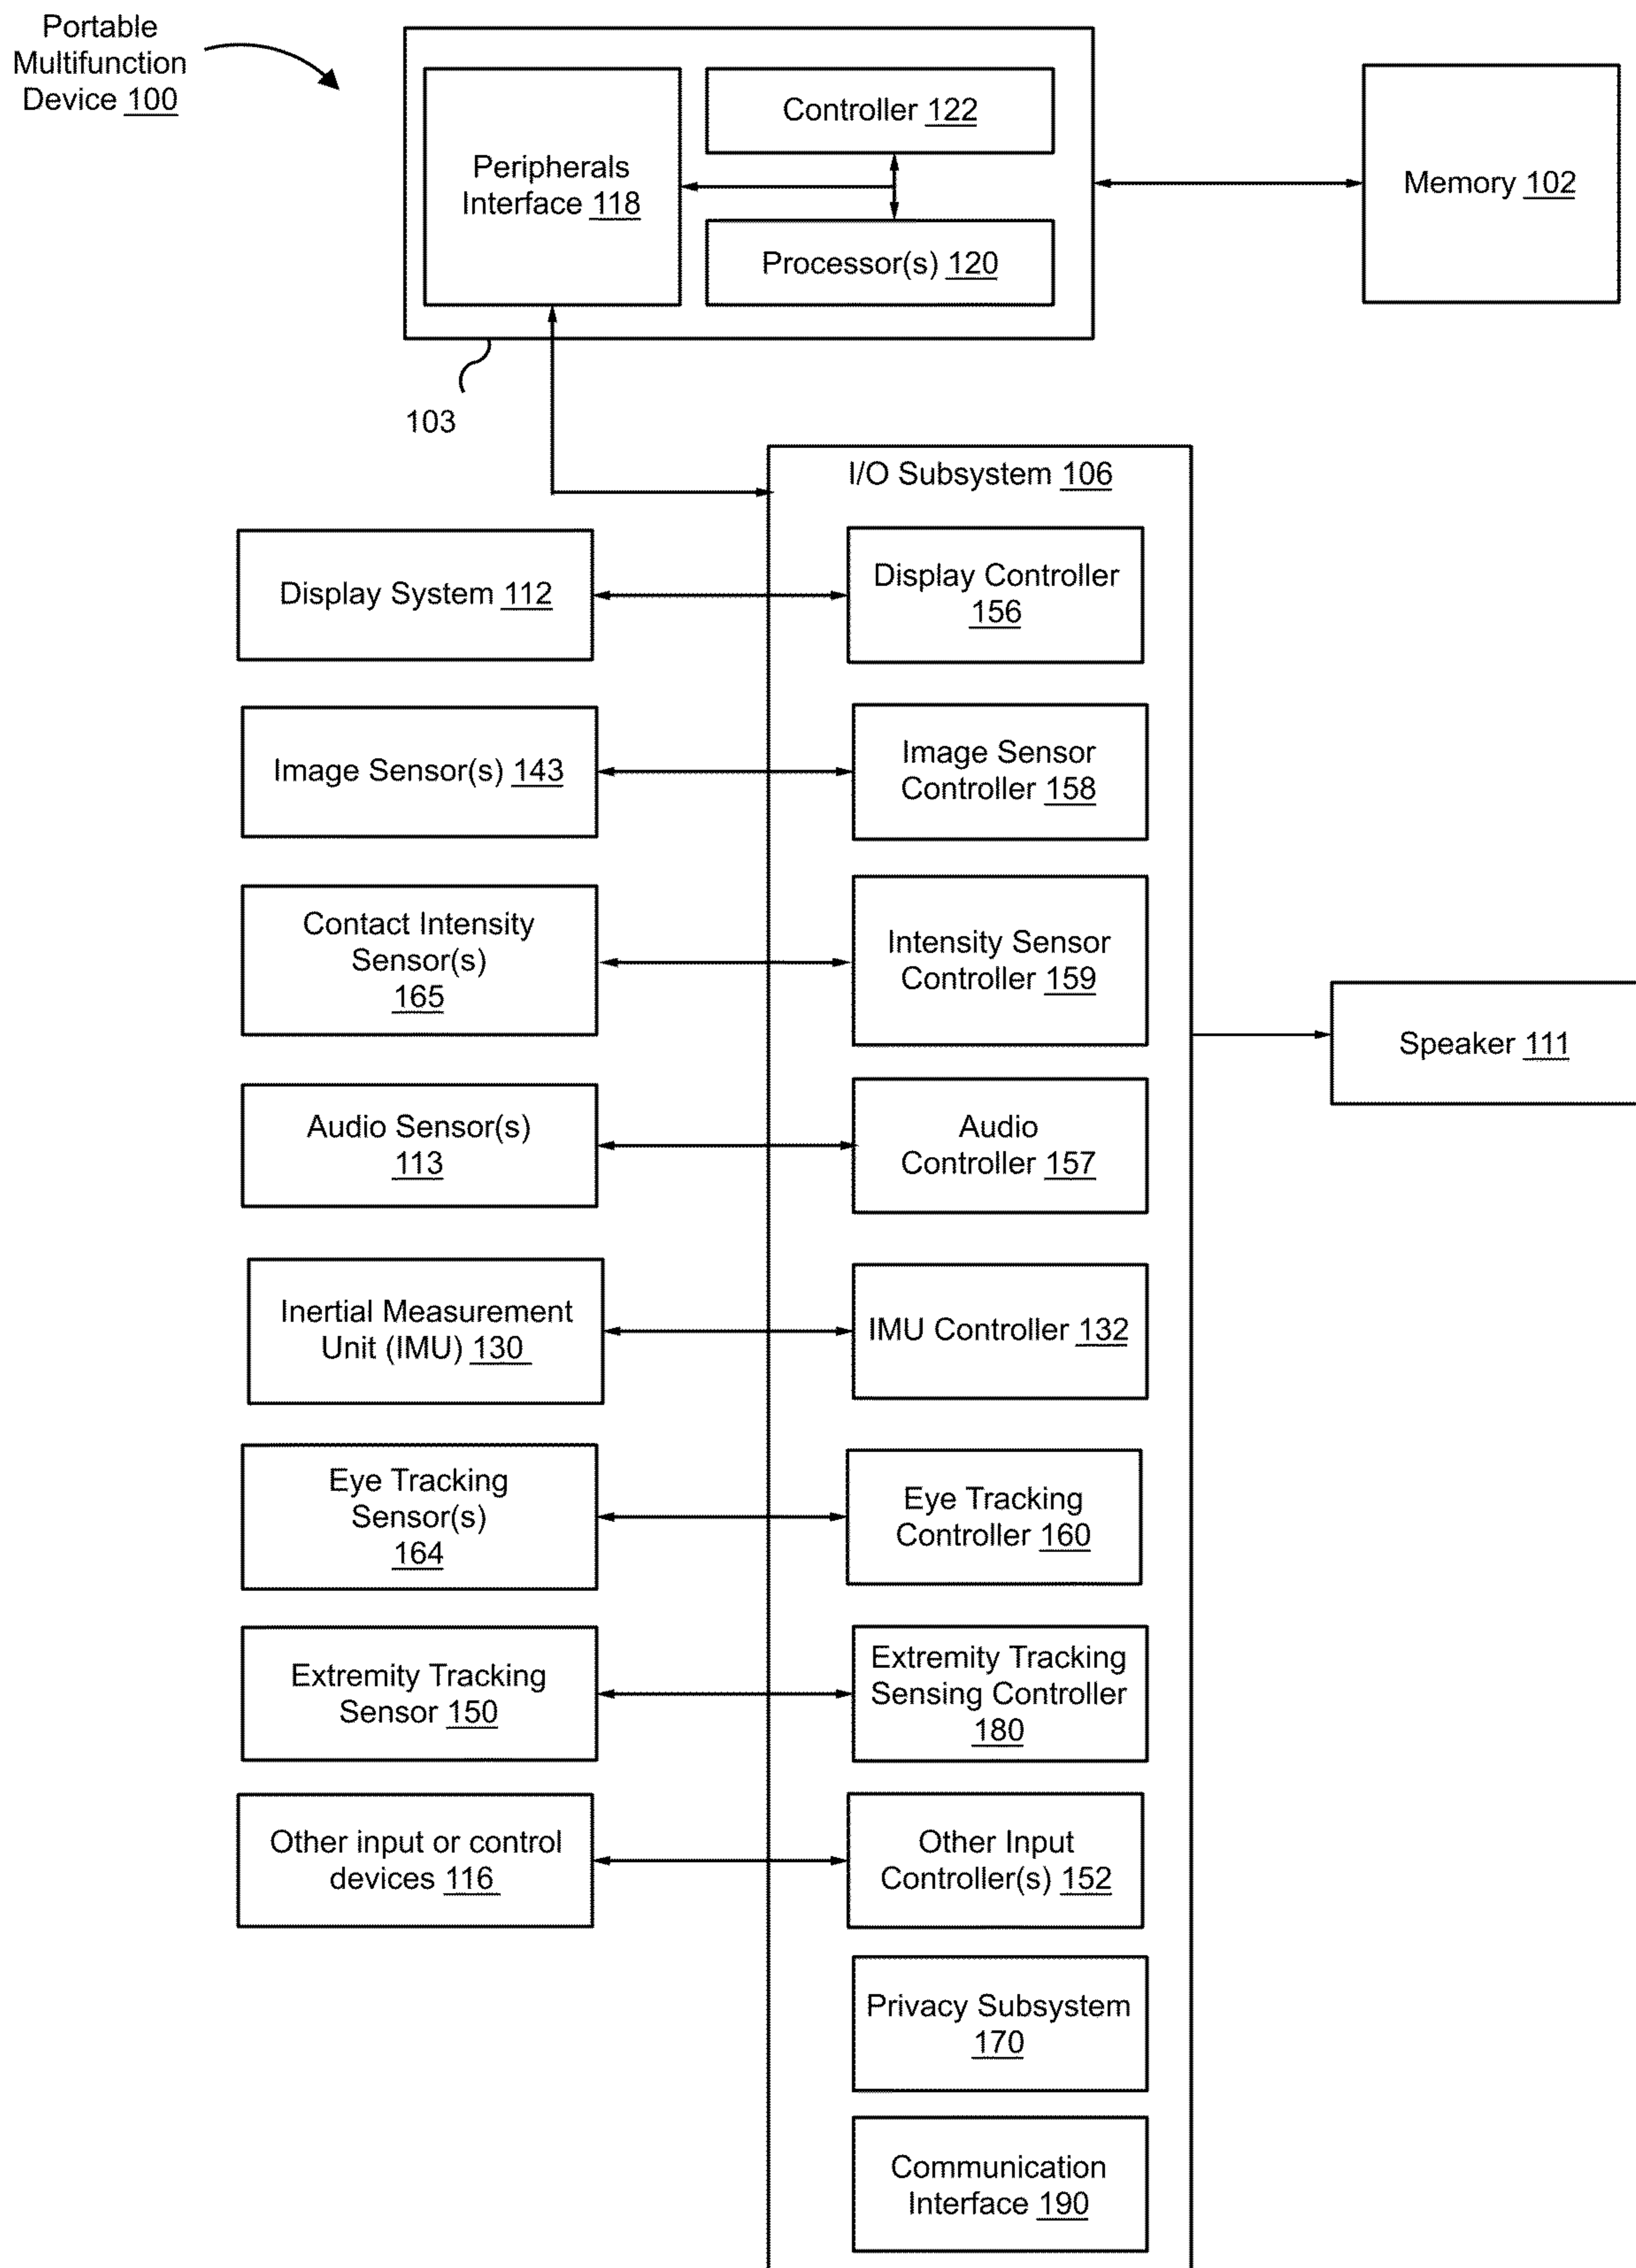 Portable
Multifunction
Device 100
Peripherals
Interface 118
Controller 122
Processor(s) 120
Memory 102
103
I/O Subsystem 106
Display System 112
Display Controller
156
Image Sensor(s) 143
Image Sensor
Controller 158
Contact Intensity
Sensor(s)
165
Intensity Sensor
Controller 159
Speaker 111
Audio Sensor(s)
113
Audio
Controller 157
Inertial Measurement
Unit (IMU) 130
IMU Controller 132
Eye Tracking
Sensor(s)
164
Eye Tracking
Controller 160
Extremity Tracking
Sensor 150
Extremity Tracking
Sensing Controller
180
Other input or control
devices 116
Other Input
Controller(s) 152
Privacy Subsystem
170
Communication
Interface 190